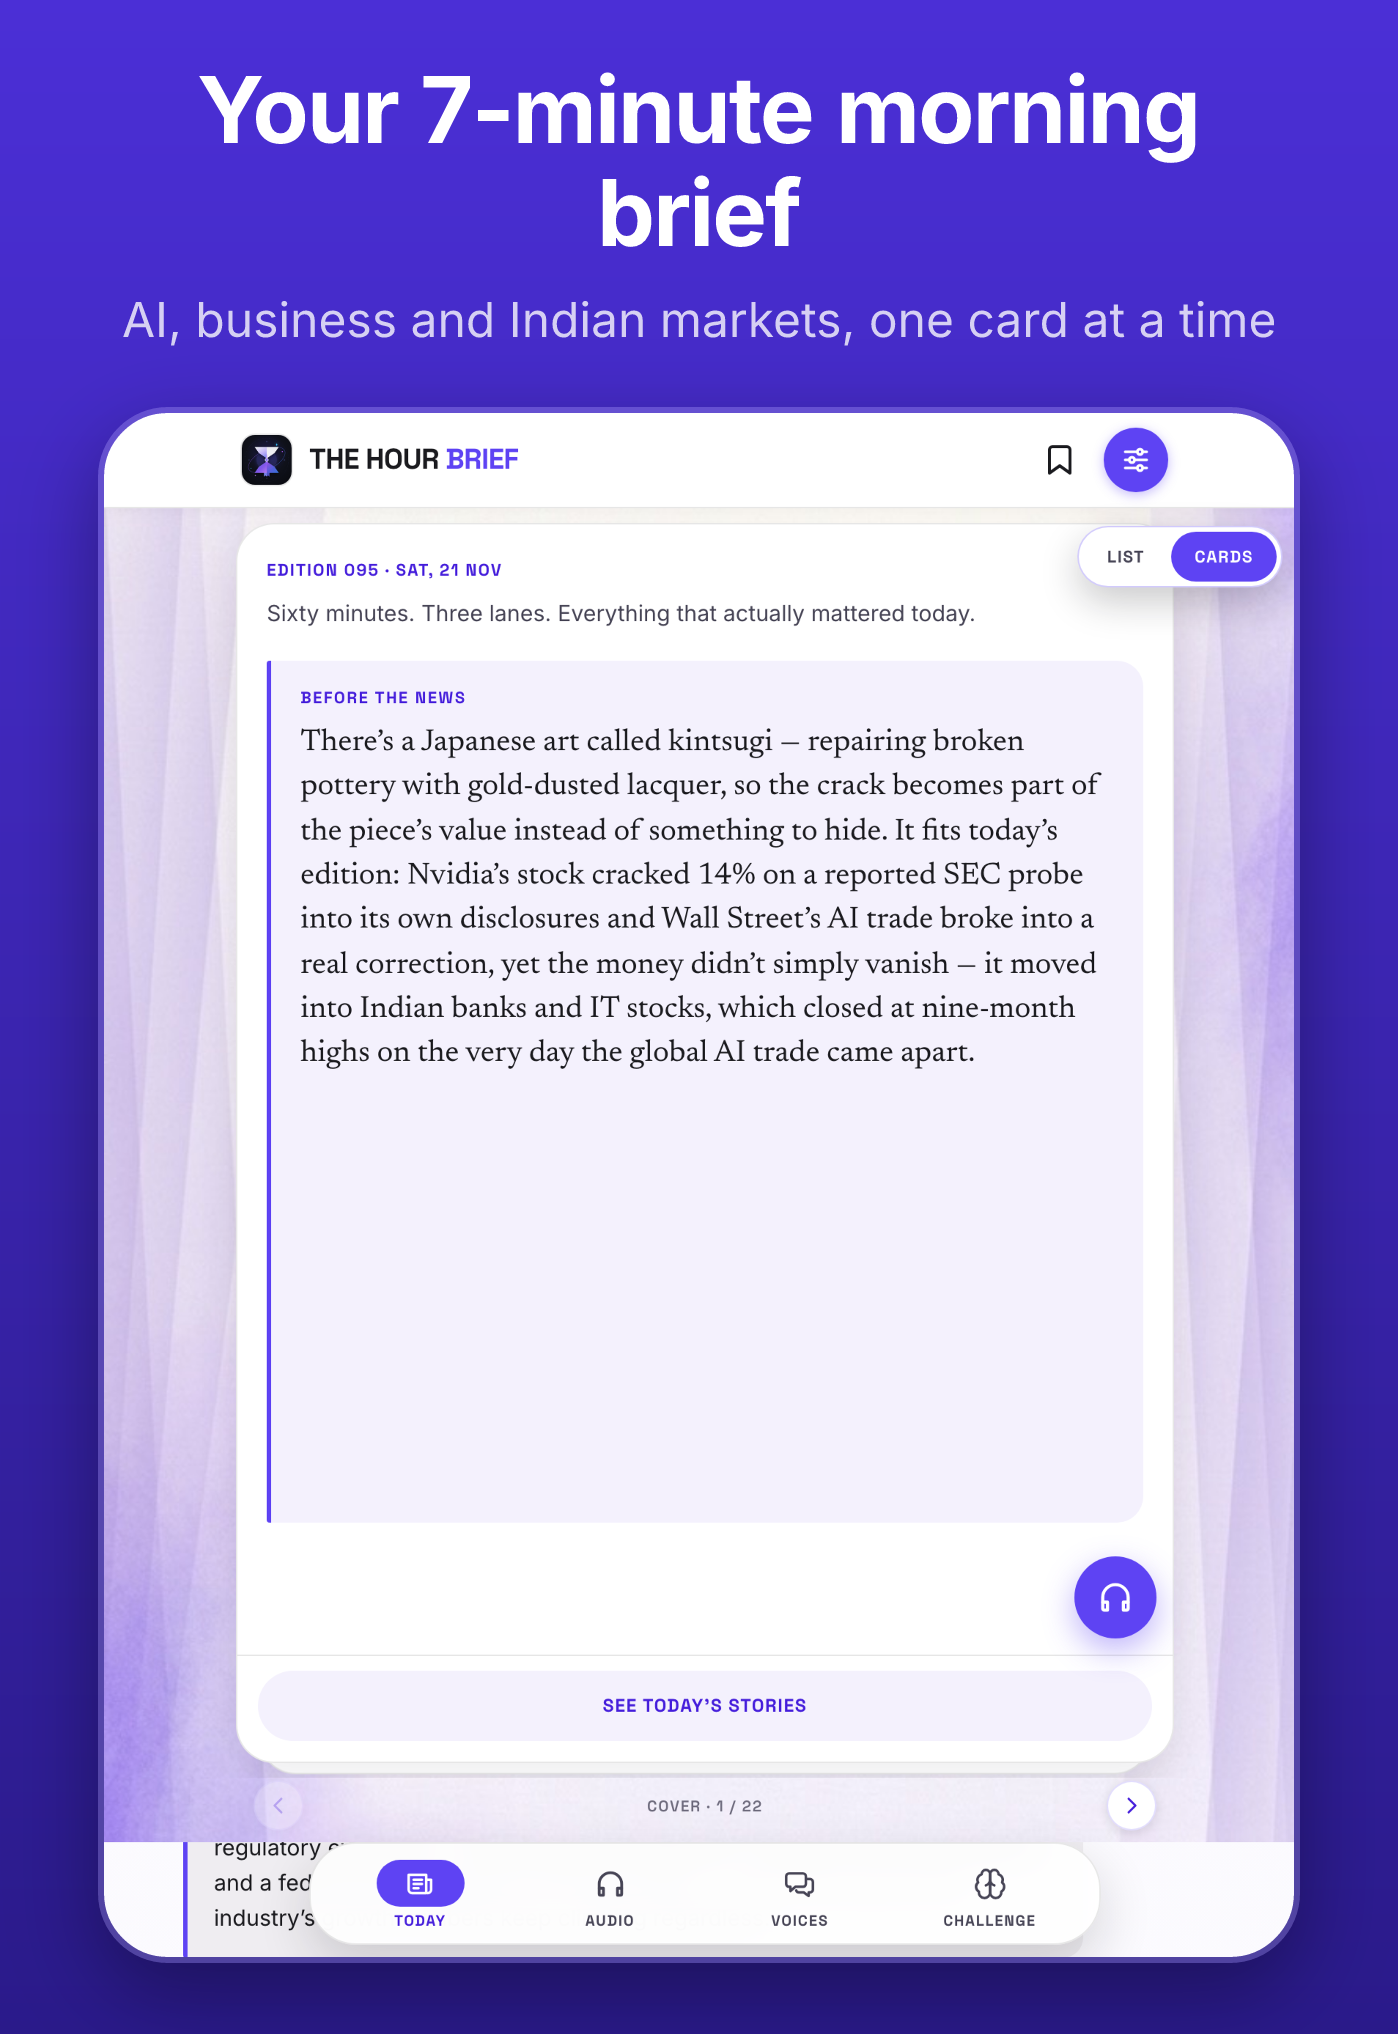 Your 7-minute morning
brief
AI, business and Indian markets, one card at a time
THE HOUR BRIEF
LIST
CARDS
EDITION 095 · SAT, 21 NOV
Sixty minutes. Three lanes. Everything that actually mattered today.
BEFORE THE NEWS
There’s a Japanese art called kintsugi — repairing broken
pottery with gold-dusted lacquer, so the crack becomes part of
the piece’s value instead of something to hide. It fits today’s
edition: Nvidia’s stock cracked 14% on a reported SEC probe
into its own disclosures and Wall Street’s AI trade broke into a
real correction, yet the money didn’t simply vanish — it moved
into Indian banks and IT stocks, which closed at nine-month
highs on the very day the global AI trade came apart.
SEE TODAY’S STORIES
COVER · 1 / 22
regulatory
and a fed
industry’s
TODAY
AUDIO
VOICES
CHALLENGE